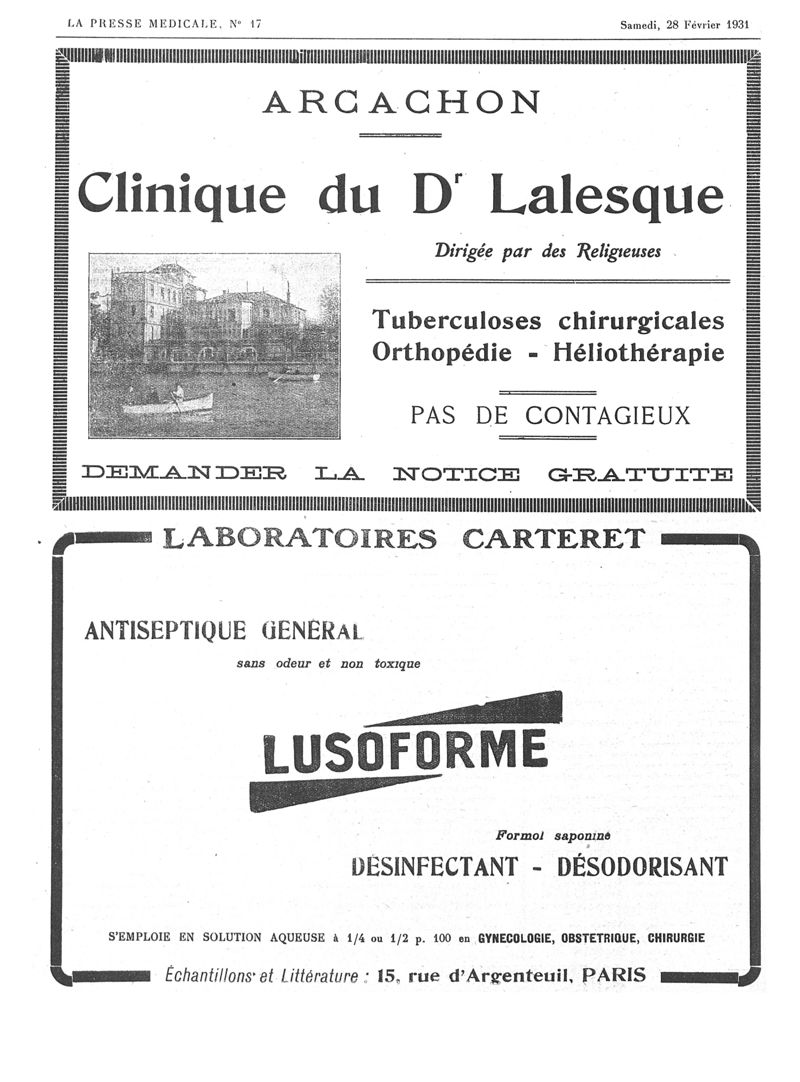 LA PRESSE MEDICALE, N° 17
Samedi, 28 Février 1931
ARCACHON
Clinique du Dr Lalesque
Dirigée par des Religieuses
Tuberculoses chirurgicales
Orthopédie - Héliothérapie
PAS DE CONTAGIEUX
DEMANDER LA NOTICE GRATUITE
LABORATOIRES CARTERET
ANTISEPTIQUE GÉNÉRAL
sans odeur et non toxique
LUSOFORME
Formol saponiné
DÉSINFECTANT - DÉSODORISANT
S'EMPLOIE EN SOLUTION AQUEUSE à 1/4 ou 1/2 p. 100 en GYNECOLOGIE, OBSTETRIQUE, CHIRURGIE
Échantillons et Littérature : 15, rue d'Argenteuil, PARIS